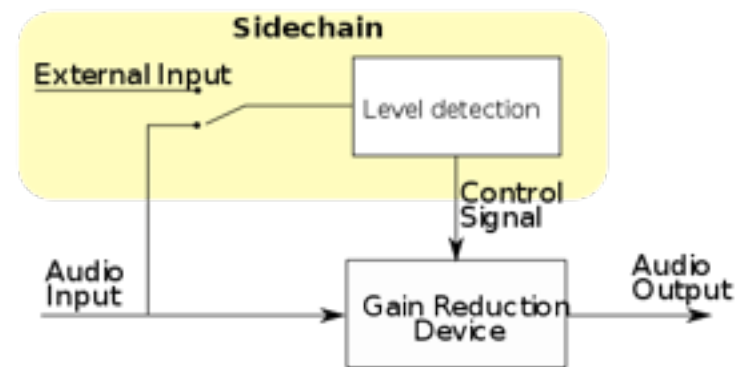 Sidechain
External Input
Level detection
Control
Signal
Audio
Input
Gain Reduction
Device
Audio
Output